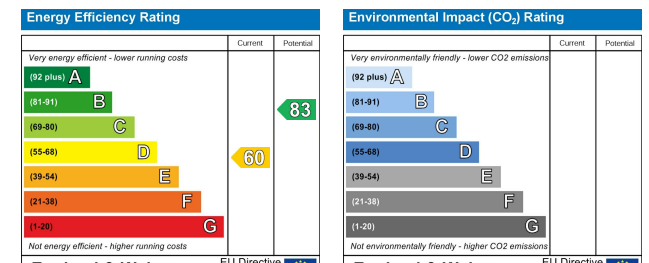 Energy Efficiency Rating
Current Potential
Very energy efficient - lower running costs
(92 plus) A
(81-91) B
83
(69-80) C
(55-68) D
60
(39-54) E
(21-38) F
(1-20) G
Not energy efficient - higher running costs
EU Directive
Environmental Impact (CO2) Rating
Current Potential
Very environmentally friendly - lower CO2 emissions
(92 plus) A
(81-91) B
(69-80) C
(55-68) D
(39-54) E
(21-38) F
(1-20) G
Not environmentally friendly - higher CO2 emissions
EU Directive